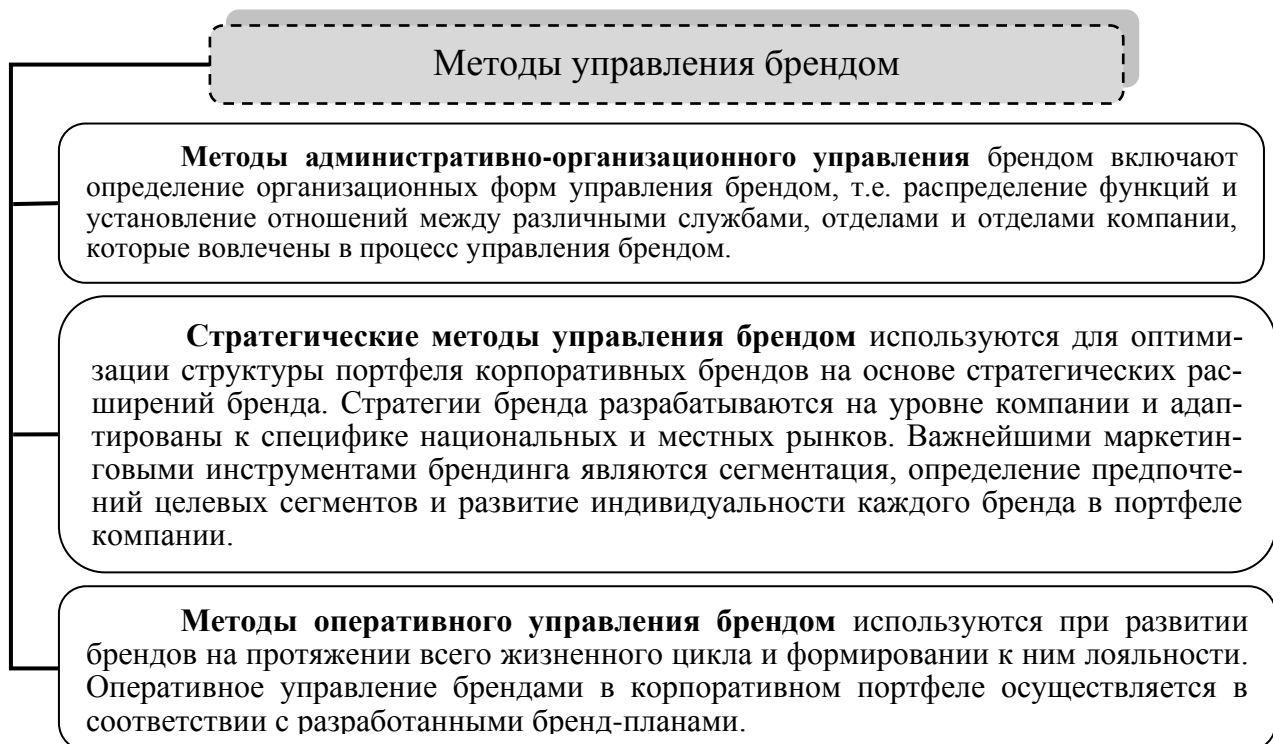 Методы управления брендом
Методы административно-организационного управления брендом включают
определение организационных форм управления брендом, т.е. распределение функций и
установление отношений между различными службами, отделами и отделами компании,
которые вовлечены в процесс управления брендом.
Стратегические методы управления брендом используются для оптими-
зации структуры портфеля корпоративных брендов на основе стратегических рас-
ширений бренда. Стратегии бренда разрабатываются на уровне компании и адап-
тированы к специфике национальных и местных рынков. Важнейшими маркетин-
говыми инструментами брендинга являются сегментация, определение предпочте-
ний целевых сегментов и развитие индивидуальности каждого бренда в портфеле
компании.
Методы оперативного управления брендом используются при развитии
брендов на протяжении всего жизненного цикла и формировании к ним лояльности.
Оперативное управление брендами в корпоративном портфеле осуществляется в
соответствии с разработанными бренд-планами.